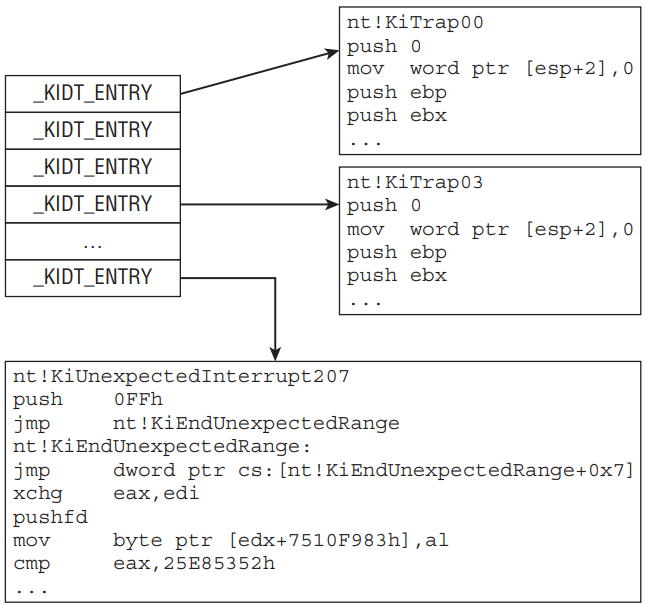 nt!KiTrap00
push 0
mov  word ptr [esp+2],0
push ebp
push ebx
...
_KIDT_ENTRY
_KIDT_ENTRY
_KIDT_ENTRY
_KIDT_ENTRY
...
_KIDT_ENTRY
nt!KiTrap03
push 0
mov  word ptr [esp+2],0
push ebp
push ebx
...
nt!KiUnexpectedInterrupt207
push    0FFh
jmp     nt!KiEndUnexpectedRange
nt!KiEndUnexpectedRange:
jmp     dword ptr cs:[nt!KiEndUnexpectedRange+0x7]
xchg    eax,edi
pushfd
mov     byte ptr [edx+7510F983h],al
cmp     eax,25E85352h
...